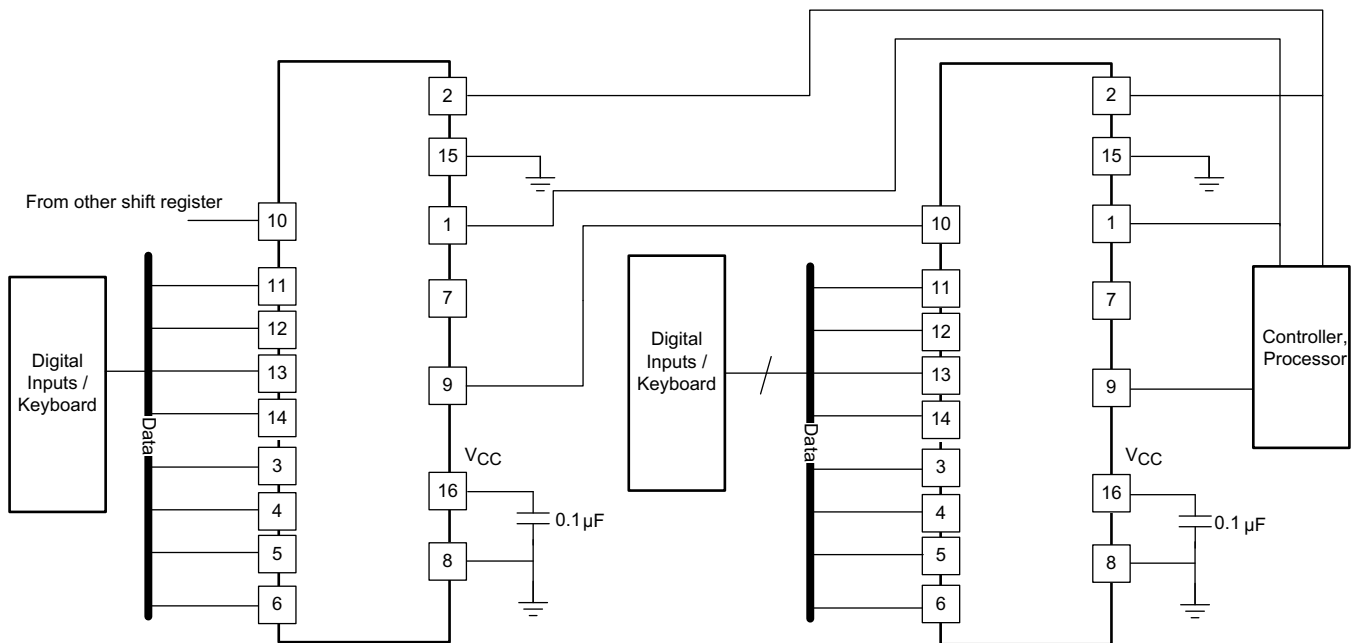 2
15
From other shift register
10
1
11
7
12
Digital
Inputs /
Keyboard
13
9
14
Data
3
VCC
16
4
0.1 µF
5
8
6
2
15
10
1
11
7
12
Digital
Inputs /
Keyboard
13
9
14
Data
3
VCC
16
4
0.1 µF
5
8
6
Controller,
Processor